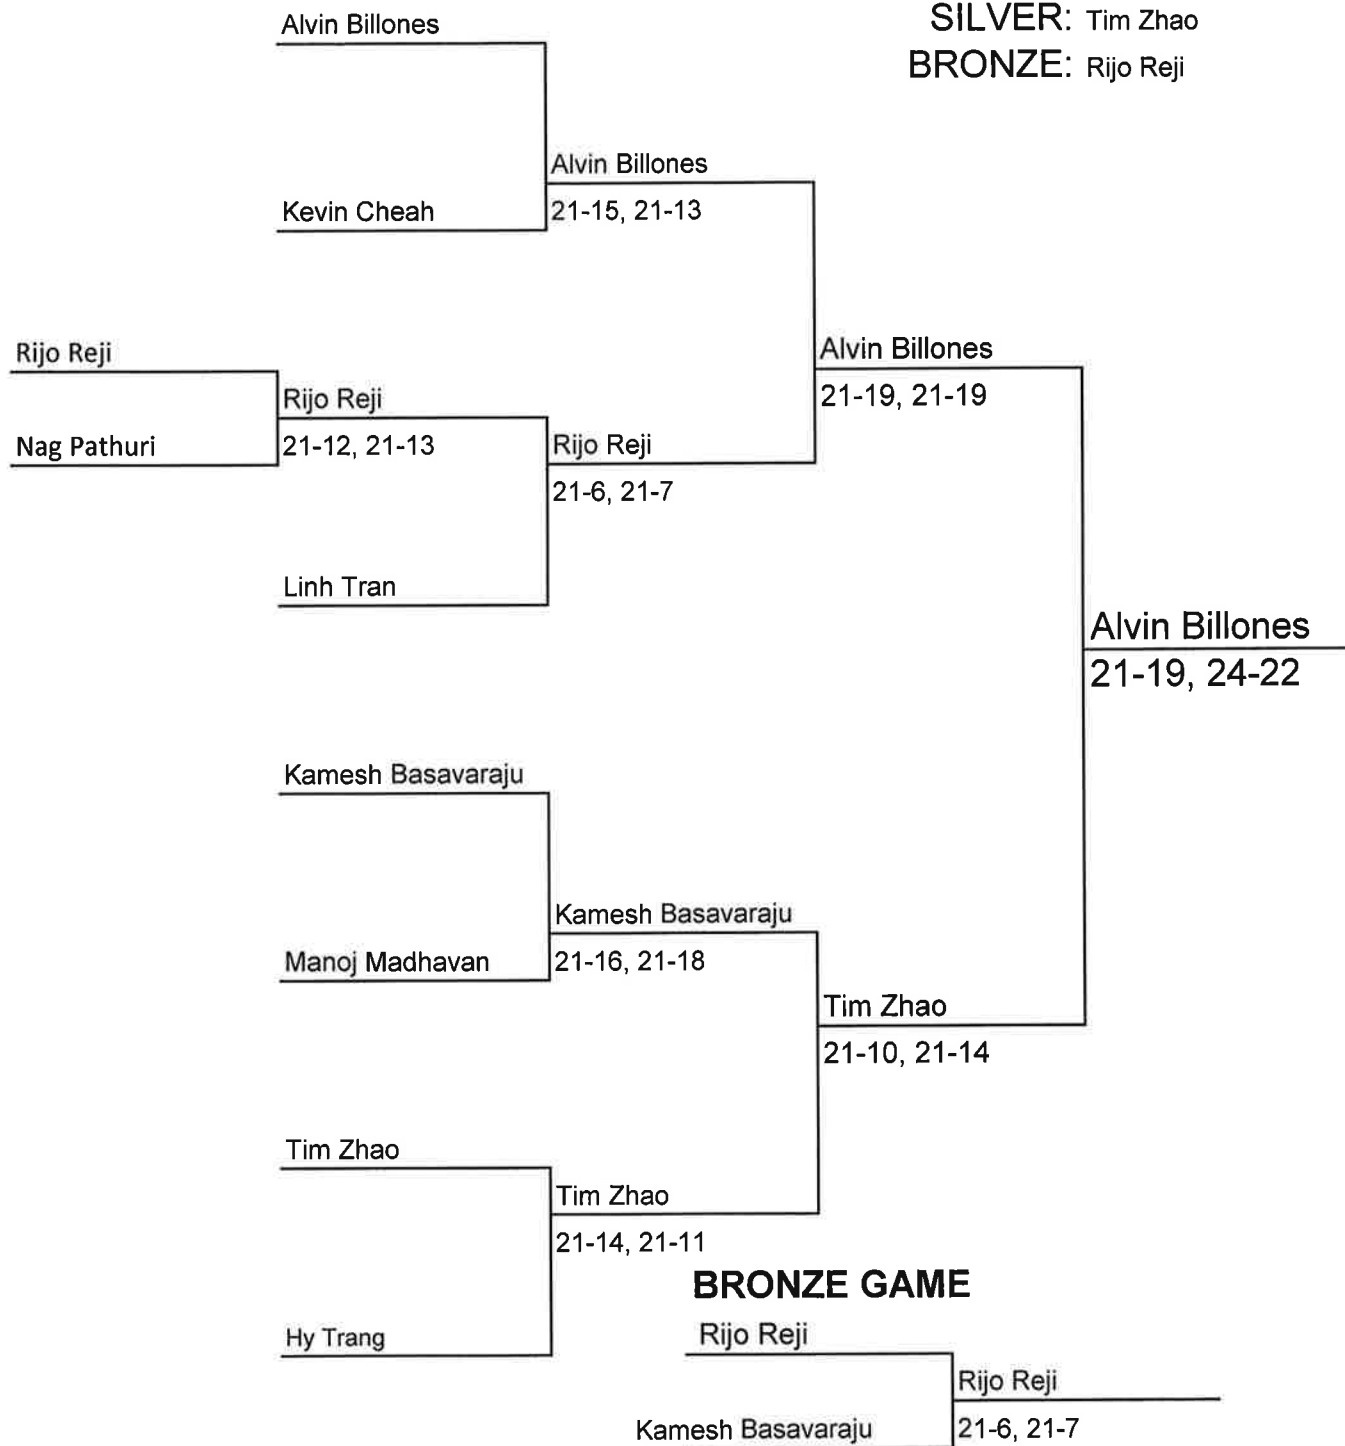 SILVER: Tim Zhao
BRONZE: Rijo Reji
Alvin Billones
Alvin Billones
Kevin Cheah
21-15, 21-13
Rijo Reji
Alvin Billones
Rijo Reji
21-19, 21-19
Nag Pathuri
21-12, 21-13
Rijo Reji
21-6, 21-7
Linh Tran
Alvin Billones
21-19, 24-22
Kamesh Basavaraju
Kamesh Basavaraju
Manoj Madhavan
21-16, 21-18
Tim Zhao
21-10, 21-14
Tim Zhao
Tim Zhao
21-14, 21-11
BRONZE GAME
Hy Trang
Rijo Reji
Rijo Reji
Kamesh Basavaraju
21-6, 21-7